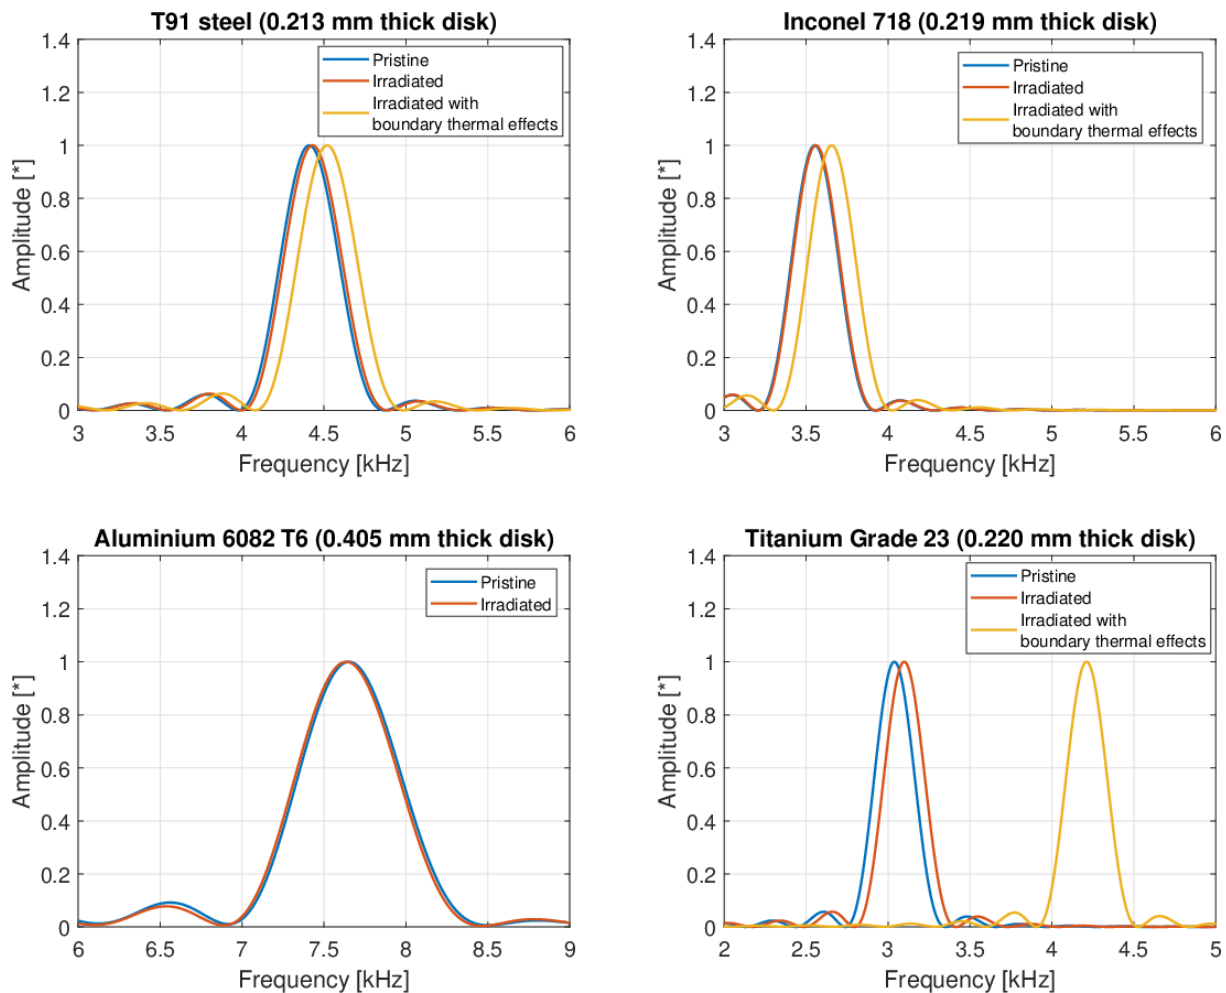 T91 steel (0.213 mm thick disk)
1.4
1.2
1
0.8
0.6
0.4
0.2
0
Amplitude [*]
Pristine
Irradiated
Irradiated with
boundary thermal effects
3 3.5 4 4.5 5 5.5 6
Frequency [kHz]
Inconel 718 (0.219 mm thick disk)
1.4
1.2
1
0.8
0.6
0.4
0.2
0
Amplitude [*]
Pristine
Irradiated
Irradiated with
boundary thermal effects
3 3.5 4 4.5 5 5.5 6
Frequency [kHz]
Aluminium 6082 T6 (0.405 mm thick disk)
1.4
1.2
1
0.8
0.6
0.4
0.2
0
Amplitude [*]
Pristine
Irradiated
6 6.5 7 7.5 8 8.5 9
Frequency [kHz]
Titanium Grade 23 (0.220 mm thick disk)
1.4
1.2
1
0.8
0.6
0.4
0.2
0
Amplitude [*]
Pristine
Irradiated
Irradiated with
boundary thermal effects
2 2.5 3 3.5 4 4.5 5
Frequency [kHz]